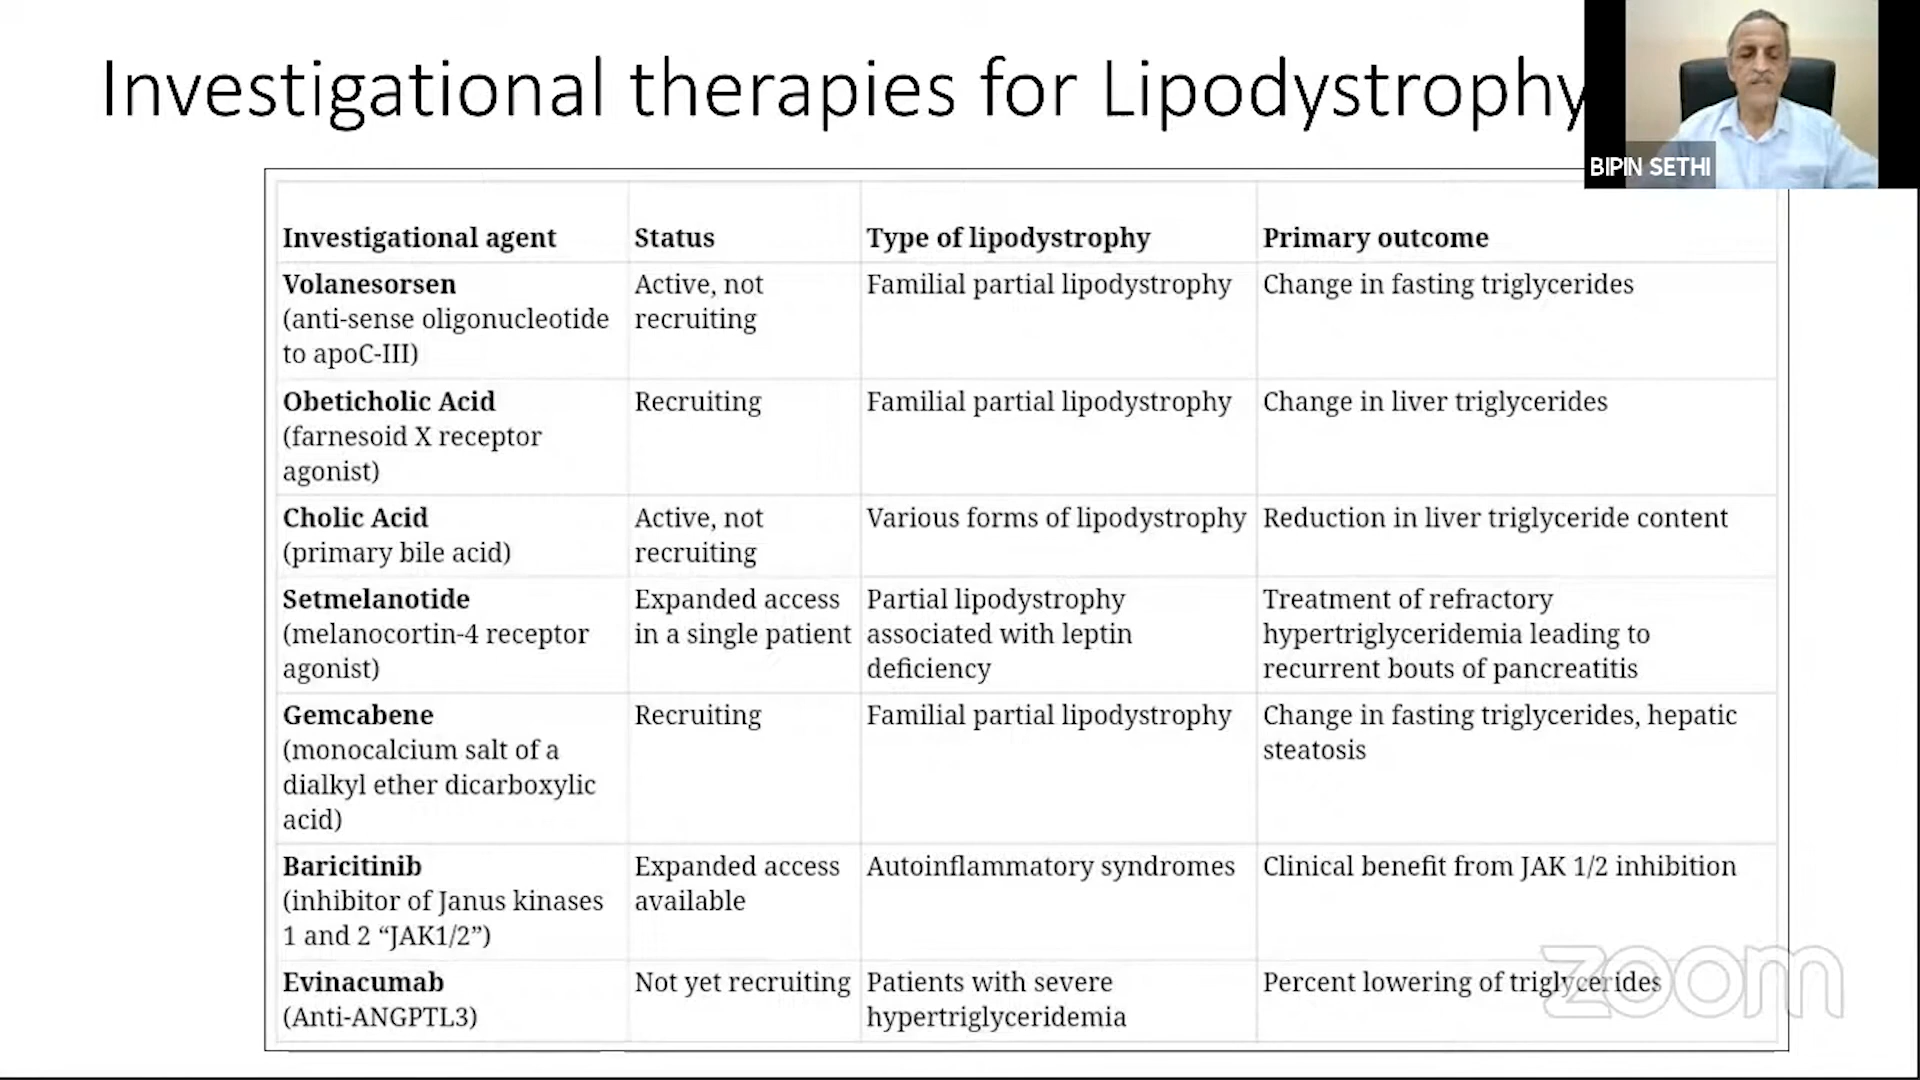 Investigational therapies for Lipodystrophy
BIPIN SETHI
Investigational agent Status Type of lipodystrophy Primary outcome
Volanesorsen Active, not Familial partial lipodystrophy Change in fasting triglycerides
(anti-sense oligonucleotide recruiting
to apoC-III)
Obeticholic Acid Recruiting Familial partial lipodystrophy Change in liver triglycerides
(farnesoid X receptor
agonist)
Cholic Acid Active, not Various forms of lipodystrophy Reduction in liver triglyceride content
(primary bile acid) recruiting
Setmelanotide Expanded access Partial lipodystrophy Treatment of refractory
(melanocortin-4 receptor in a single patient associated with leptin hypertriglyceridemia leading to
agonist) deficiency recurrent bouts of pancreatitis
Gemcabene Recruiting Familial partial lipodystrophy Change in fasting triglycerides, hepatic
(monocalcium salt of a steatosis
dialkyl ether dicarboxylic
acid)
Baricitinib Expanded access Autoinflammatory syndromes Clinical benefit from JAK 1/2 inhibition
(inhibitor of Janus kinases available
1 and 2 “JAK1/2”)
Evinacumab Not yet recruiting Patients with severe Percent lowering of triglycerides
(Anti-ANGPTL3) hypertriglyceridemia
zoom